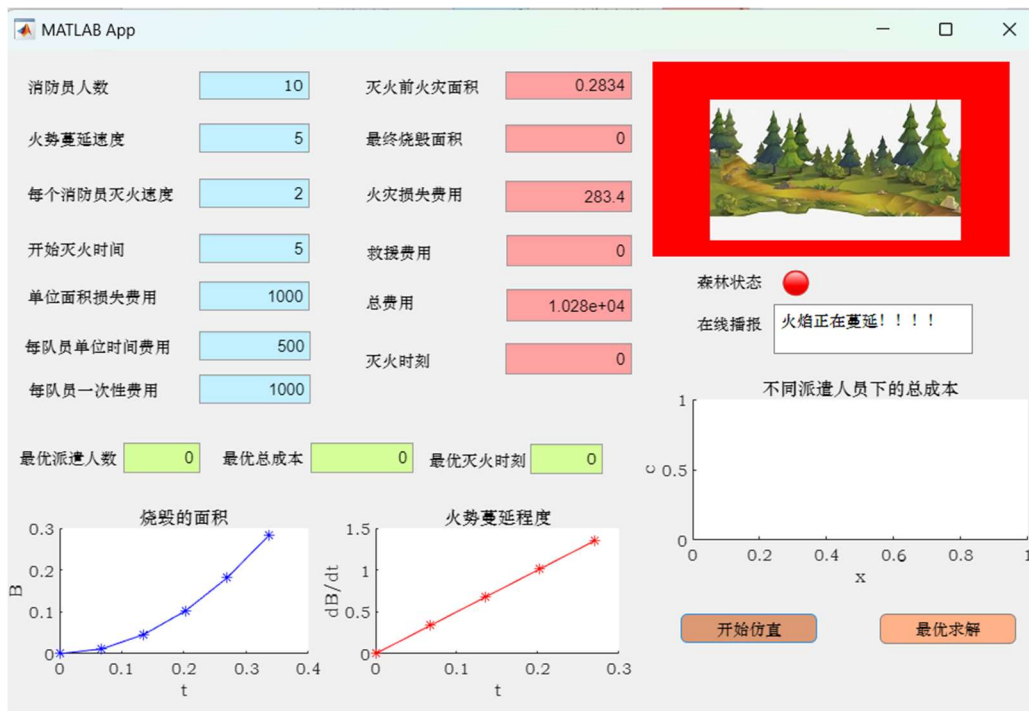 MATLAB App
消防员人数 10
火势蔓延速度 5
每个消防员灭火速度 2
开始灭火时间 5
单位面积损失费用 1000
每队员单位时间费用 500
每队员一次性费用 1000
灭火前火灾面积 0.2834
最终烧毁面积 0
火灾损失费用 283.4
救援费用 0
总费用 1.028e+04
灭火时刻 0
森林状态
在线播报 火焰正在蔓延！！！！
最优派遣人数 0
最优总成本 0
最优灭火时刻 0
烧毁的面积
0.3
0.2
0.1
0
B
0 0.1 0.2 0.3 0.4
t
火势蔓延程度
1.5
1
0.5
0
dB/dt
0 0.1 0.2 0.3
t
不同派遣人员下的总成本
1
0.5
0
c
0 0.2 0.4 0.6 0.8 1
x
开始仿真
最优求解